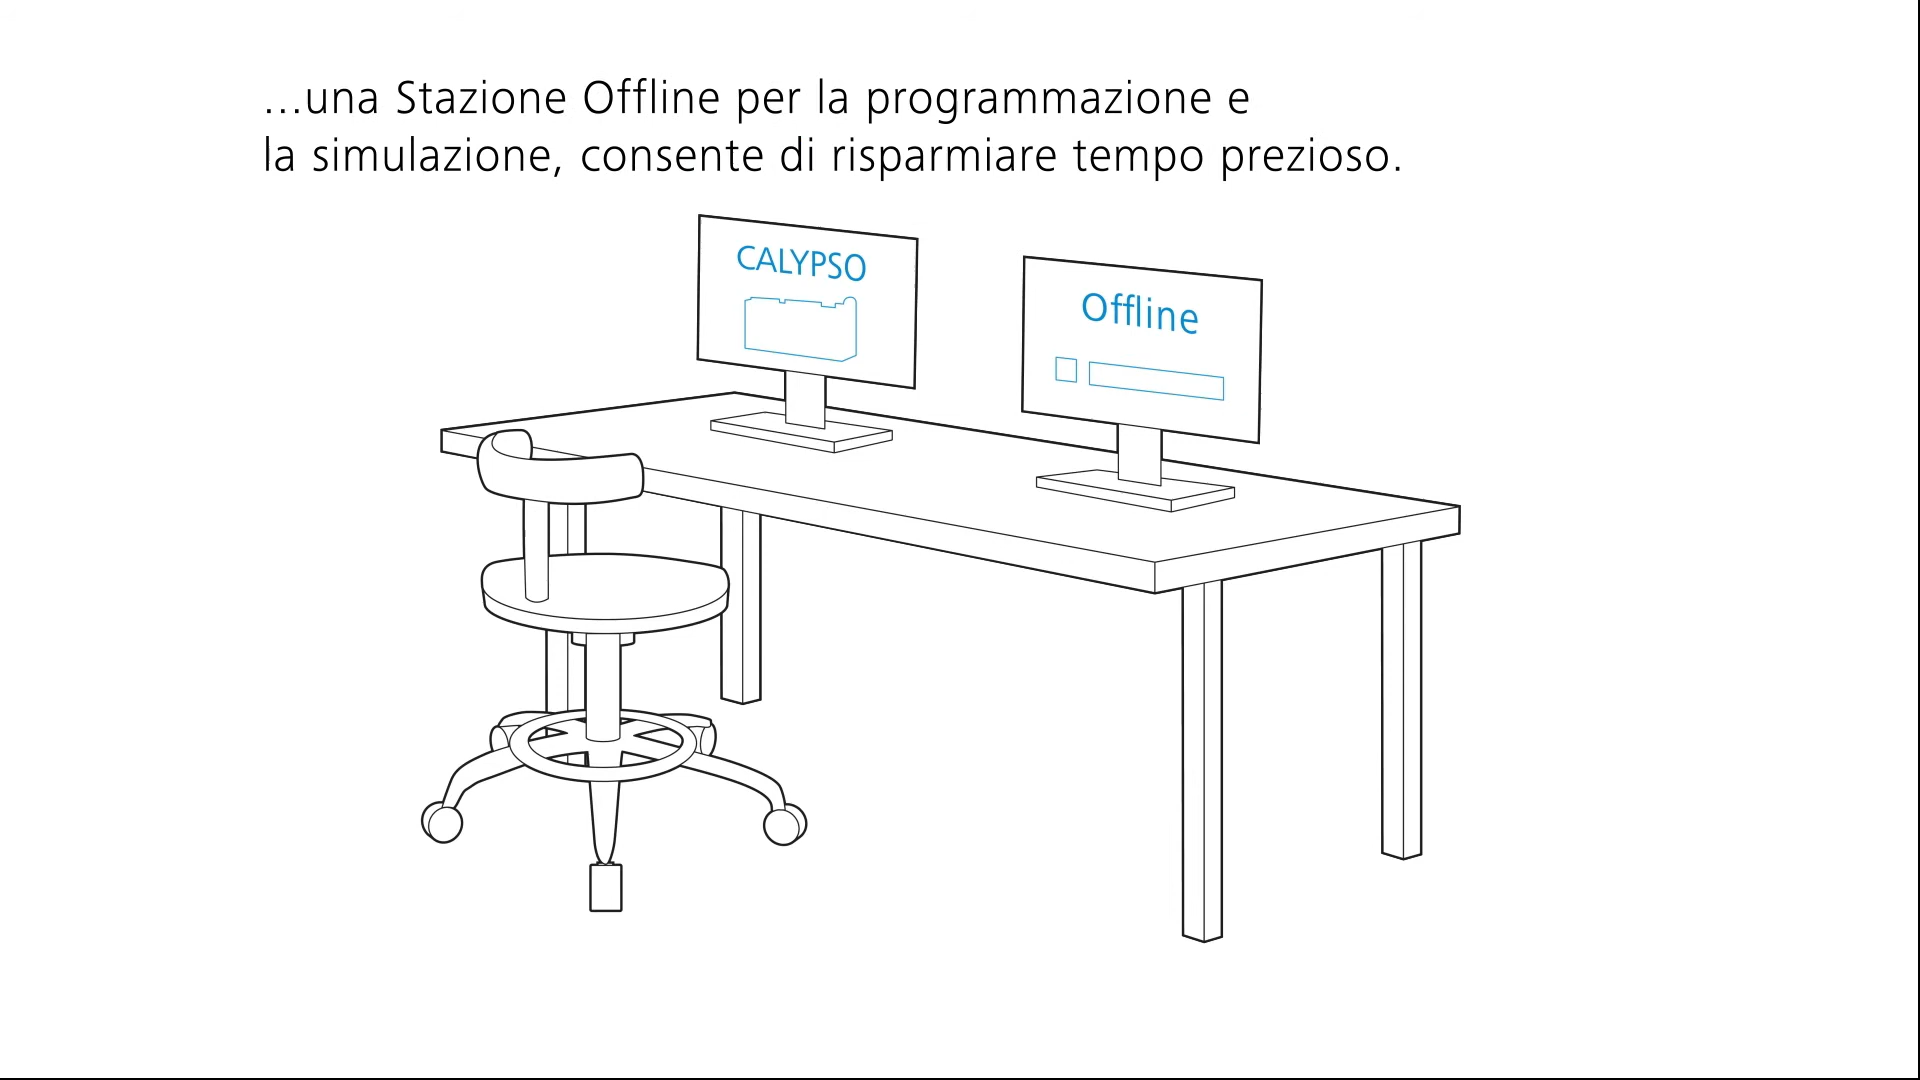 ...una Stazione Offline per la programmazione e
la simulazione, consente di risparmiare tempo prezioso.
CALYPSO
Offline